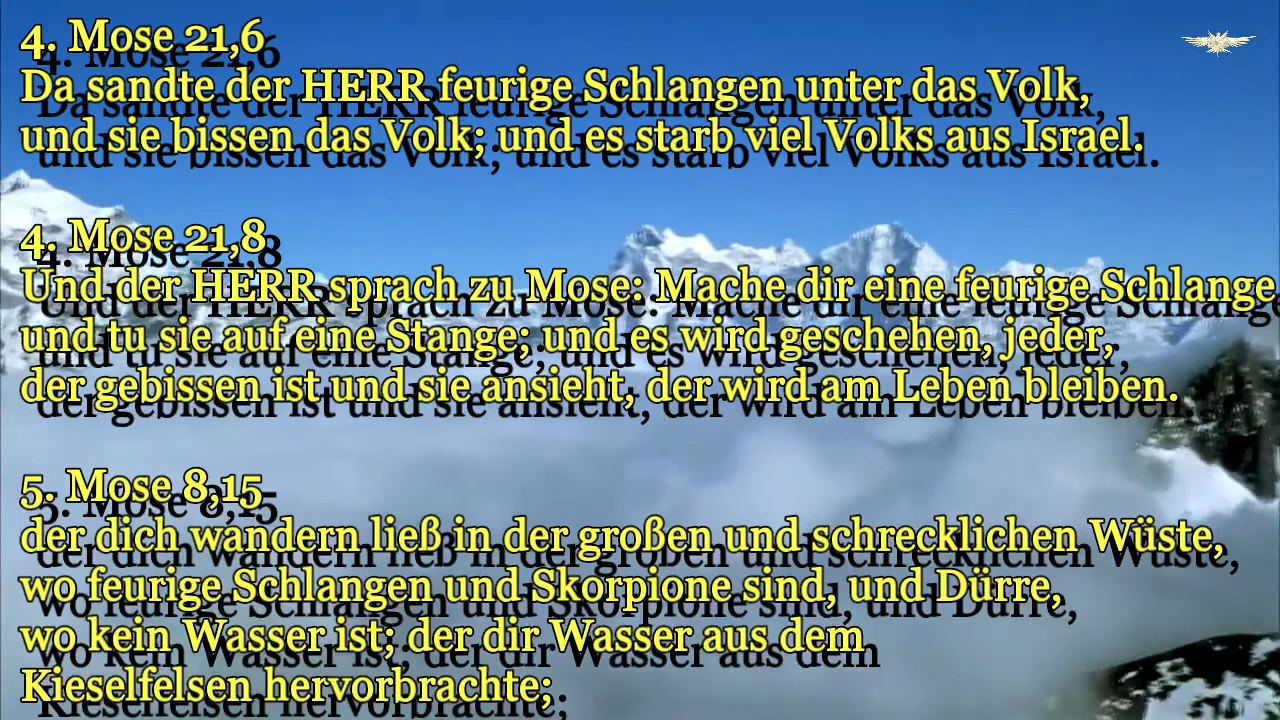 4. Mose 21,6
Da sandte der HERR feurige Schlangen unter das Volk,
und sie bissen das Volk; und es starb viel Volks aus Israel.
4. Mose 21,8
Und der HERR sprach zu Mose: Mache dir eine feurige Schlange
und tu sie auf eine Stange; und es wird geschehen, jeder,
der gebissen ist und sie ansieht, der wird am Leben bleiben.
5. Mose 8,15
der dich wandern ließ in der großen und schrecklichen Wüste,
wo feurige Schlangen und Skorpione sind, und Dürre,
wo kein Wasser ist; der dir Wasser aus dem
Kieselfelsen hervorbrachte;